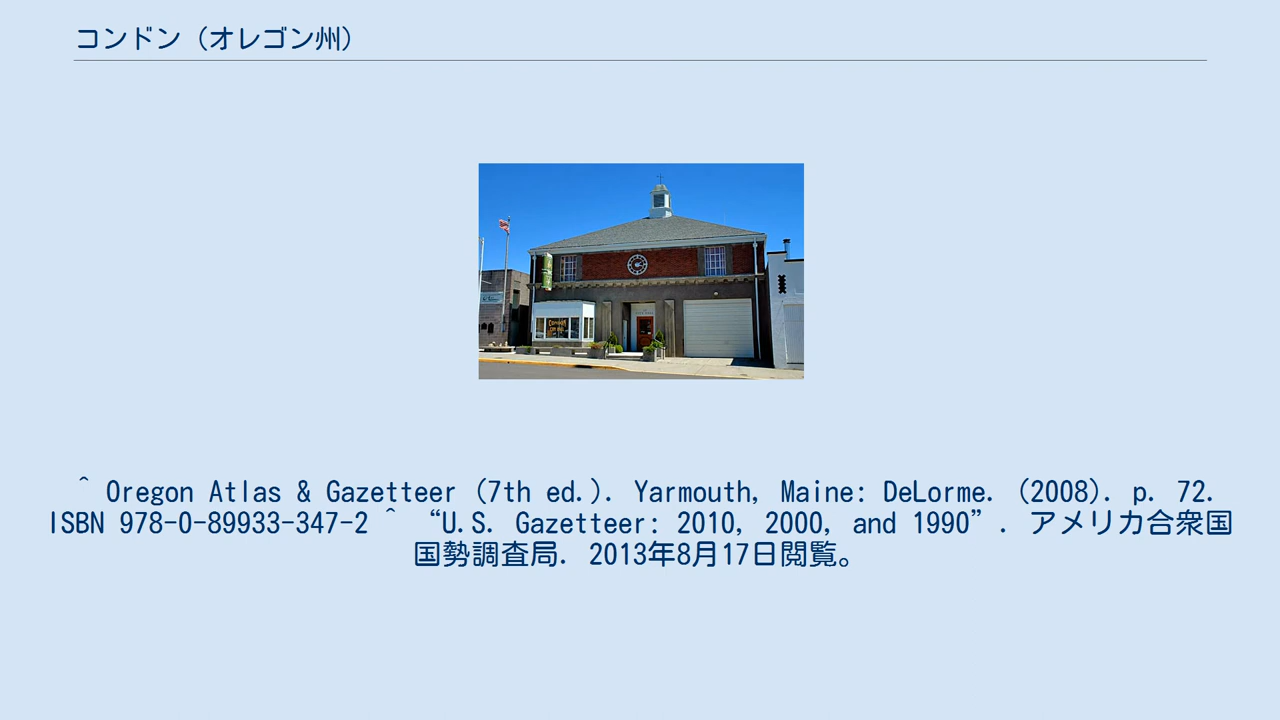 コンドン（オレゴン州）
^ Oregon Atlas & Gazetteer (7th ed.). Yarmouth, Maine: DeLorme. (2008). p. 72.
ISBN 978-0-89933-347-2 ^ “U.S. Gazetteer: 2010, 2000, and 1990”. アメリカ合衆国
国勢調査局. 2013年8月17日閲覧。